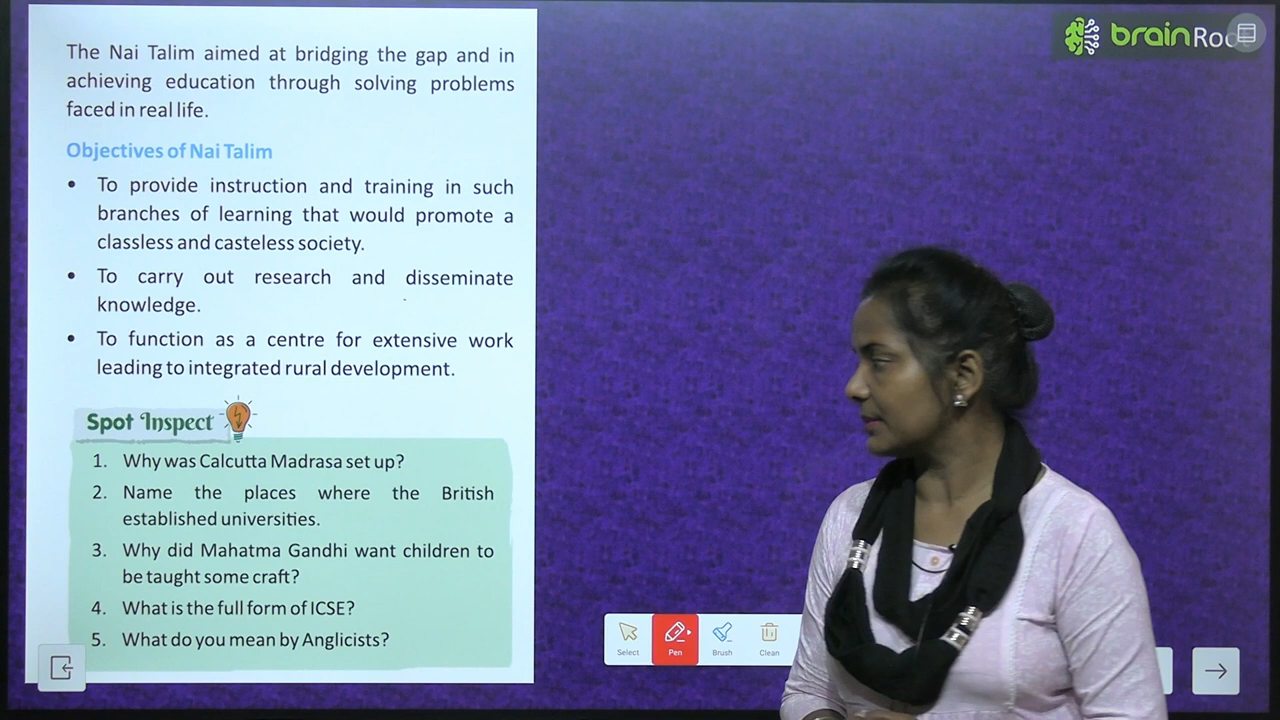 The Nai Talim aimed at bridging the gap and in
achieving education through solving problems
faced in real life.
Objectives of Nai Talim
• To provide instruction and training in such
branches of learning that would promote a
classless and casteless society.
• To carry out research and disseminate
knowledge.
• To function as a centre for extensive work
leading to integrated rural development.
Spot Inspect
1. Why was Calcutta Madrasa set up?
2. Name the places where the British
established universities.
3. Why did Mahatma Gandhi want children to
be taught some craft?
4. What is the full form of ICSE?
5. What do you mean by Anglicists?
brain
Select
Pen
Brush
Clean